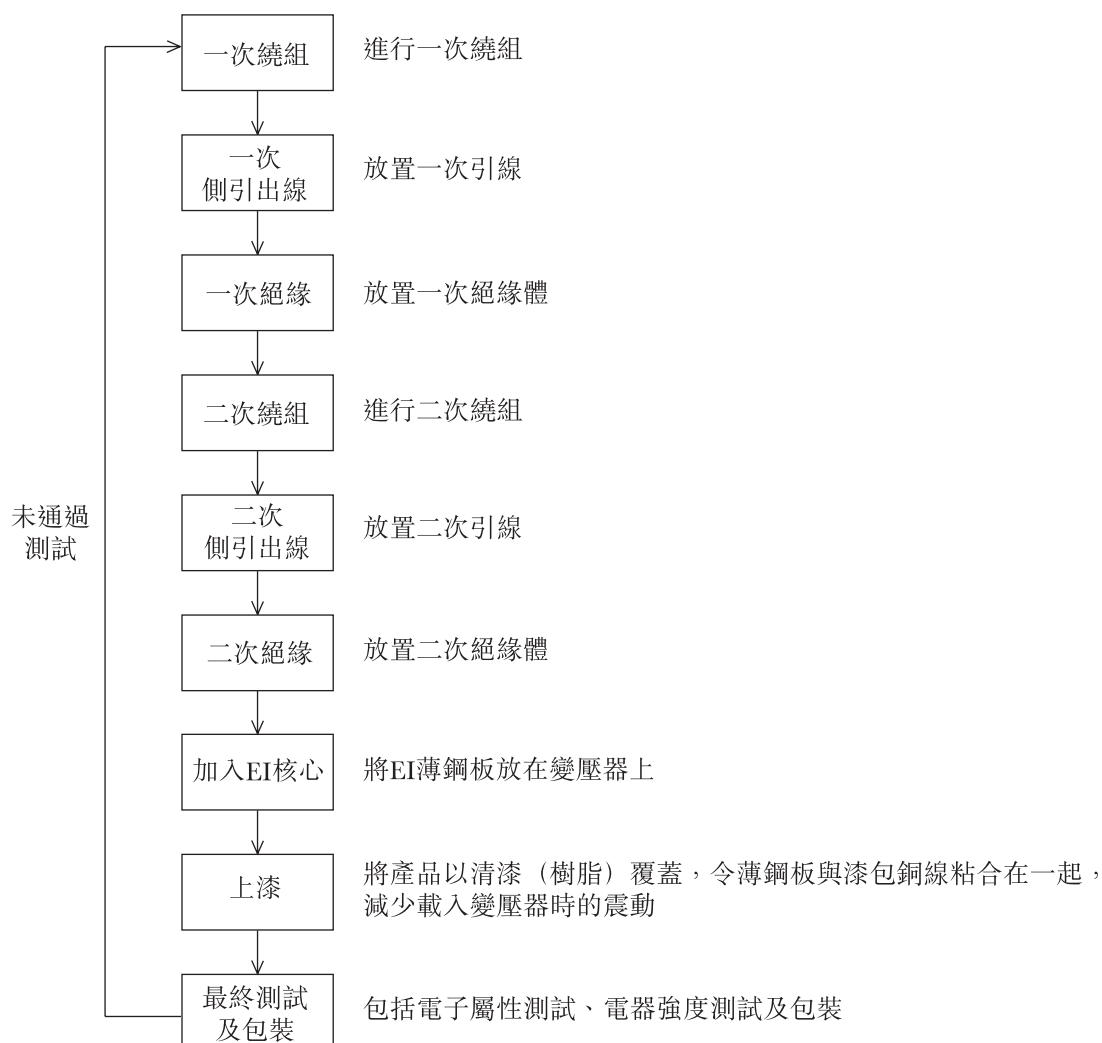 一次繞組
進行一次繞組
一次
側引出線
放置一次引線
一次絕緣
放置一次絕緣體
二次繞組
進行二次繞組
未通過
測試
二次
側引出線
放置二次引線
二次絕緣
放置二次絕緣體
加入EI核心
將EI薄鋼板放在變壓器上
上漆
將產品以清漆（樹脂）覆蓋，令薄鋼板與漆包銅線粘合在一起，
減少載入變壓器時的震動
最終測試
及包裝
包括電子屬性測試、電器強度測試及包裝